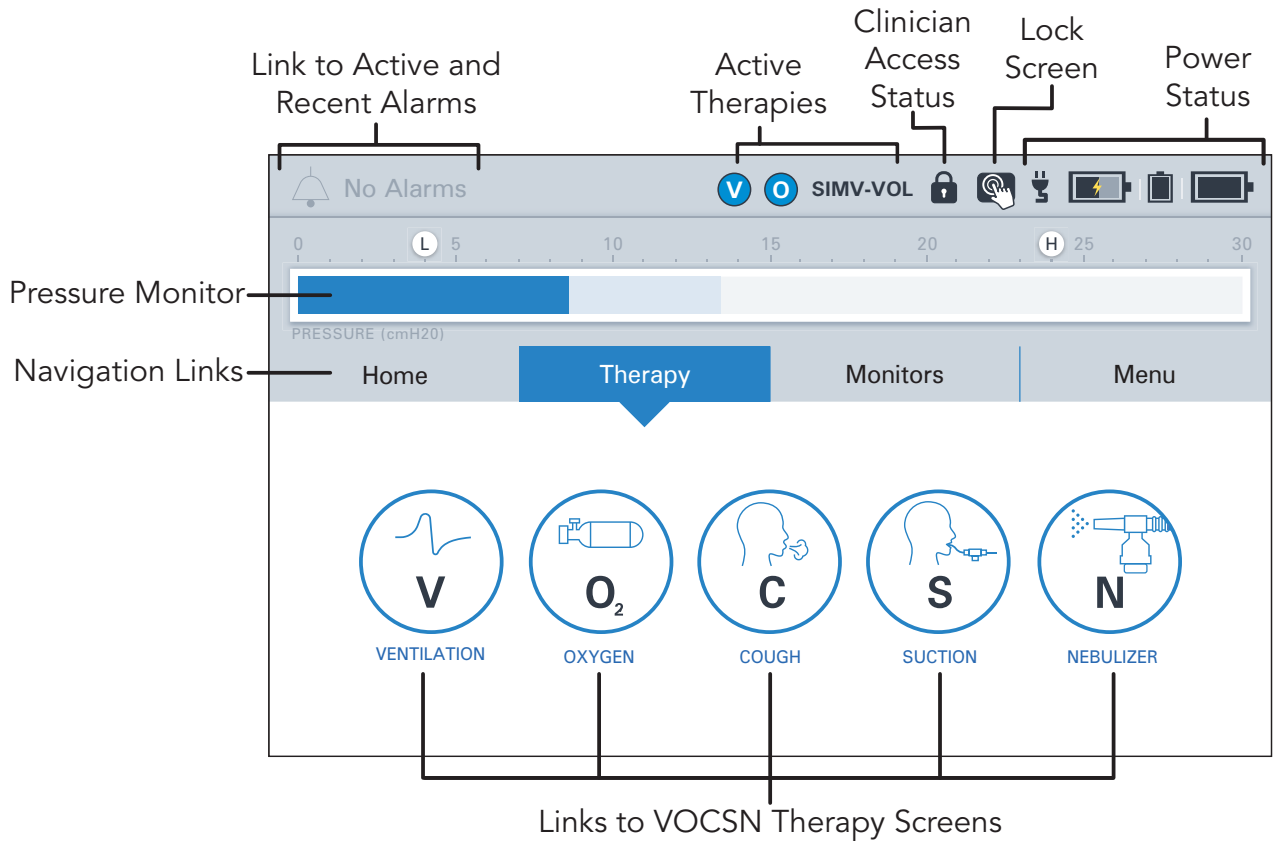 Link to Active and
Recent Alarms
Active
Therapies
Clinician
Access
Status
Lock
Screen
Power
Status
No Alarms
V O SIMV-VOL
0 L 5 10 15 20 H 25 30
Pressure Monitor
PRESSURE (cmH20)
Navigation Links
Home Therapy Monitors Menu
V O₂ C S N
VENTILATION OXYGEN COUGH SUCTION NEBULIZER
Links to VOCSN Therapy Screens